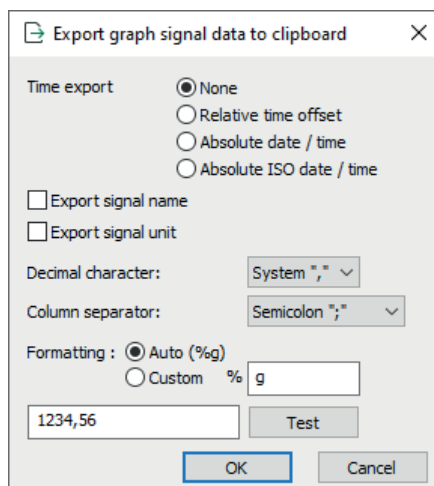 Export graph signal data to clipboard
Time export None
Relative time offset
Absolute date / time
Absolute ISO date / time
Export signal name
Export signal unit
Decimal character: System ","
Column separator: Semicolon ";"
Formatting : Auto (%g)
Custom % g
1234,56 Test
OK Cancel